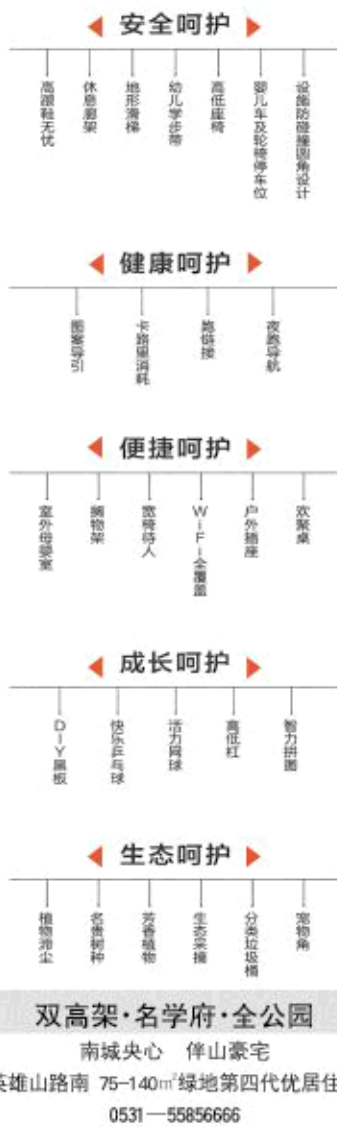 安全呵护
高跟鞋无忧
休息廊架
地形滑梯
幼儿学步带
高低座椅
婴儿车及轮椅停车位
设施防碰撞圆角设计
健康呵护
图案导引
卡路里消耗
跑链接
夜跑导航
便捷呵护
室外母婴室
搁物架
宽椅待人
WiFi全覆盖
户外插座
欢聚桌
成长呵护
DIY黑板
快乐乒乓球
活力网球
高低杠
智力拼图
生态呵护
植物滞尘
名贵树种
芳香植物
生态采摘
分类垃圾桶
宠物角
双高架·名学府·全公园
南城央心 伴山豪宅
英雄山路南 75-140㎡绿地第四代优居住
0531—55856666